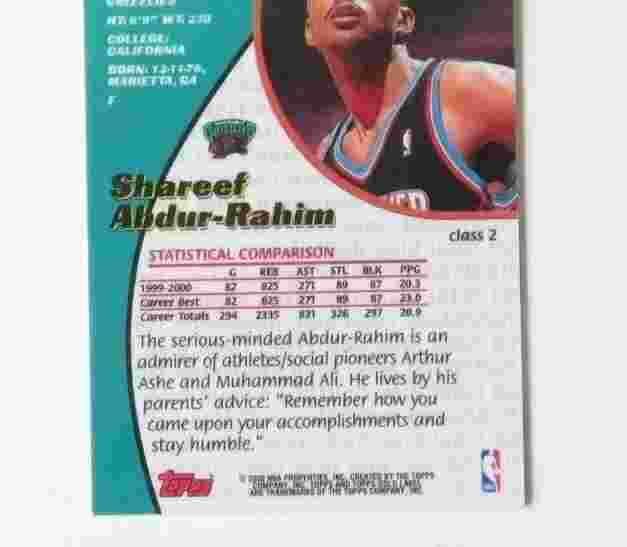 GRIZZLIES
HT: 6'9" WT: 230
COLLEGE:
CALIFORNIA
BORN: 12-11-76,
MARIETTA, GA
F
Shareef
Abdur-Rahim
class 2
STATISTICAL COMPARISON
G REB AST STL BLK PPG
1999-2000 82 825 271 89 87 20.3
Career Best 82 825 271 89 87 23.0
Career Totals 294 2335 821 326 297 20.9
The serious-minded Abdur-Rahim is an
admirer of athletes/social pioneers Arthur
Ashe and Muhammad Ali. He lives by his
parents' advice: "Remember how you
came upon your accomplishments and
stay humble."
Topps
© 2000 NBA PROPERTIES, INC. CREATED BY THE TOPPS
COMPANY, INC. TOPPS AND TOPPS GOLD LABEL
ARE TRADEMARKS OF THE TOPPS COMPANY, INC.